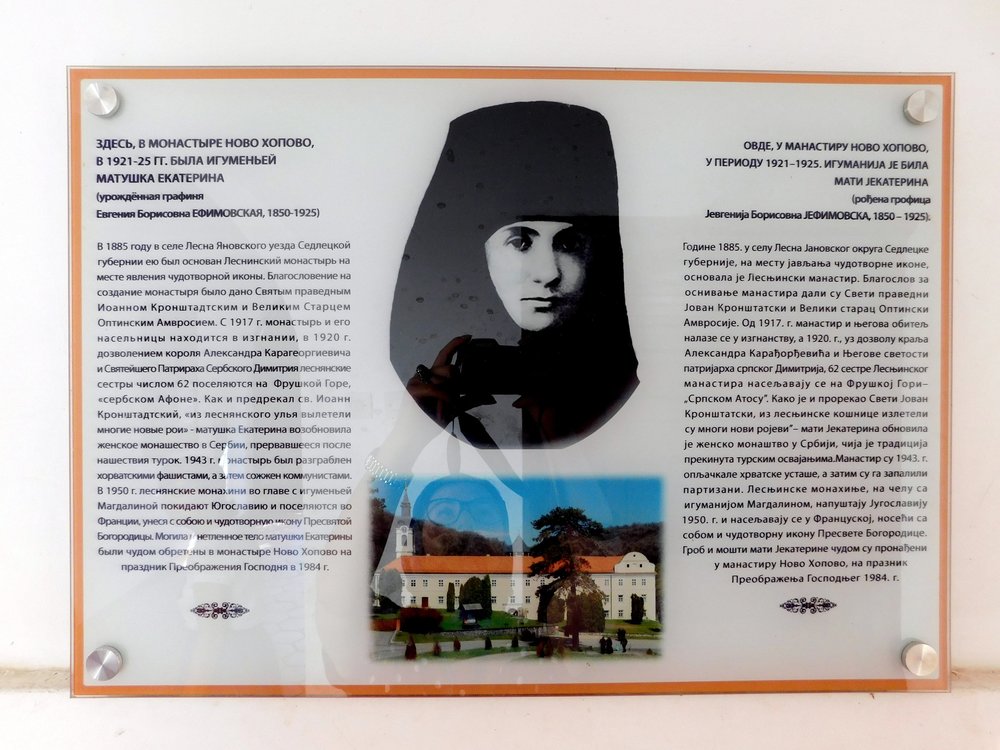 ЗДЕСЬ, В МОНАСТЫРЕ НОВО ХОПОВО,
В 1921-25 ГГ. БЫЛА ИГУМЕНЬЕЙ
МАТУШКА ЕКАТЕРИНА
(урождённая графиня
Евгения Борисовна ЕФИМОВСКАЯ, 1850-1925)
В 1885 году в селе Лесна Яновского уезда Седлецкой
губернии ею был основан Леснинский монастырь на
месте явления чудотворной иконы. Благословение на
создание монастыря было дано Святым праведным
Иоанном Кронштадтским и Великим Старцем
Оптинским Амвросием. С 1917 г. монастырь и его
насельницы находится в изгнании, в 1920 г.
дозволением короля Александра Карагеоргиевича
и Святейшего Патриарха Сербского Димитрия леснянские
сестры числом 62 поселяются на Фрушкой Горе,
«сербском Афоне». Как и предрекал св. Иоанн
Кронштадтский, «из леснянского улья вылетели
многие новые рои» - матушка Екатерина возобновила
женское монашество в Сербии, прервавшееся после
нашествия турок. 1943 г. монастырь был разграблен
хорватскими фашистами, а затем сожжен коммунистами.
В 1950 г. леснянские монахини во главе с игуменьей
Магдалиной покидают Югославию и поселяются во
Франции, унеся с собою и чудотворную икону Пресвятой
Богородицы. Могила и нетленное тело матушки Екатерины
были чудом обретены в монастыре Ново Хопово на
праздник Преображения Господня в 1984 г.
ОВДЕ, У МАНАСТИРУ НОВО ХОПОВО,
У ПЕРИОДУ 1921–1925. ИГУМАНИЈА ЈЕ БИЛА
МАТИ ЈЕКАТЕРИНА
(рођена грофица
Јевгенија Борисовна ЈЕФИМОВСКА, 1850 – 1925).
Године 1885. у селу Лесна Јановског округа Седлецке
губерније, на месту јављања чудотворне иконе,
основала је Лесњински манастир. Благослов за
оснивање манастира дали су Свети праведни
Јован Кронштатски и Велики старац Оптински
Амвросије. Од 1917. г. манастир и његова обитељ
налазе се у изгнанству, а 1920. г., уз дозволу краља
Александра Карађорђевића и Његове светости
патријарха српског Димитрија, 62 сестре Лесњинског
манастира насељавају се на Фрушкој Гори–
„Српском Атосу“. Како је и прорекао Свети Јован
Кронштатски, из лесњинске кошнице излетели
су многи нови ројеви“– мати Јекатерина обновила
је женско монаштво у Србији, чија је традиција
прекинута турским освајањима.Манастир су 1943. г.
опљачкале хрватске усташе, а затим су га запалили
партизани. Лесњинске монахиње, на челу са
игуманијом Магдалином, напуштају Југославију
1950. г. и насељавају се у Француској, носећи са
собом и чудотворну икону Пресвете Богородице.
Гроб и мошти мати Јекатерине чудом су пронађени
у манастиру Ново Хопово, на празник
Преображења Господњег 1984. г.